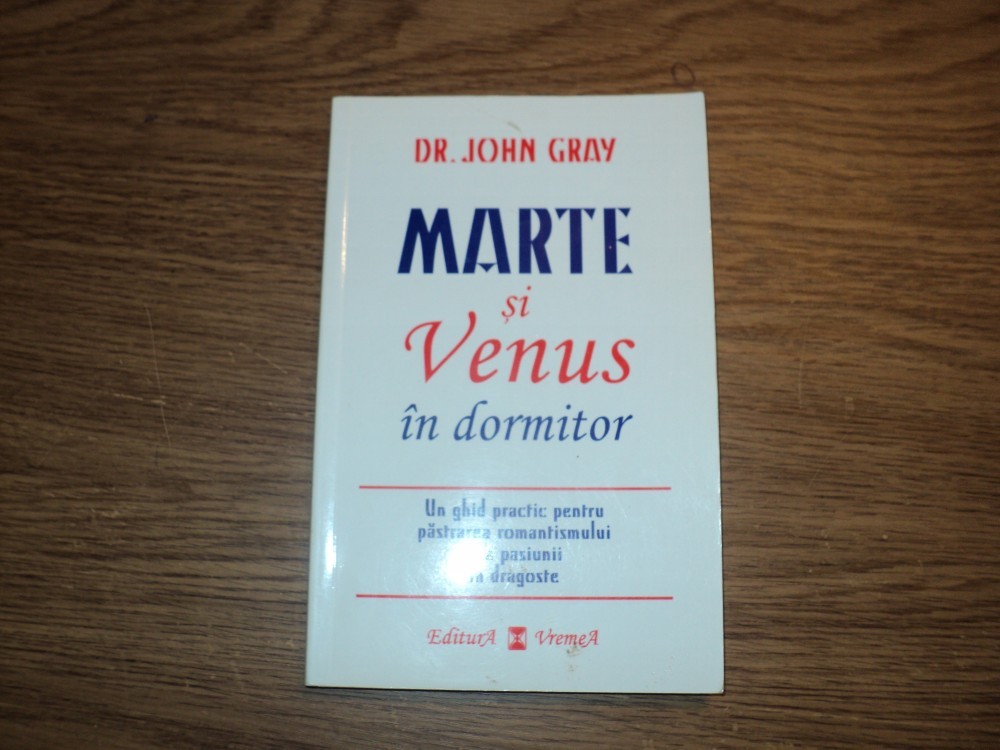 DR. JOHN GRAY
MARTE
și
Venus
în dormitor
Un ghid practic pentru
păstrarea romantismului
pasiunii
dragoste
EditurA VremeA